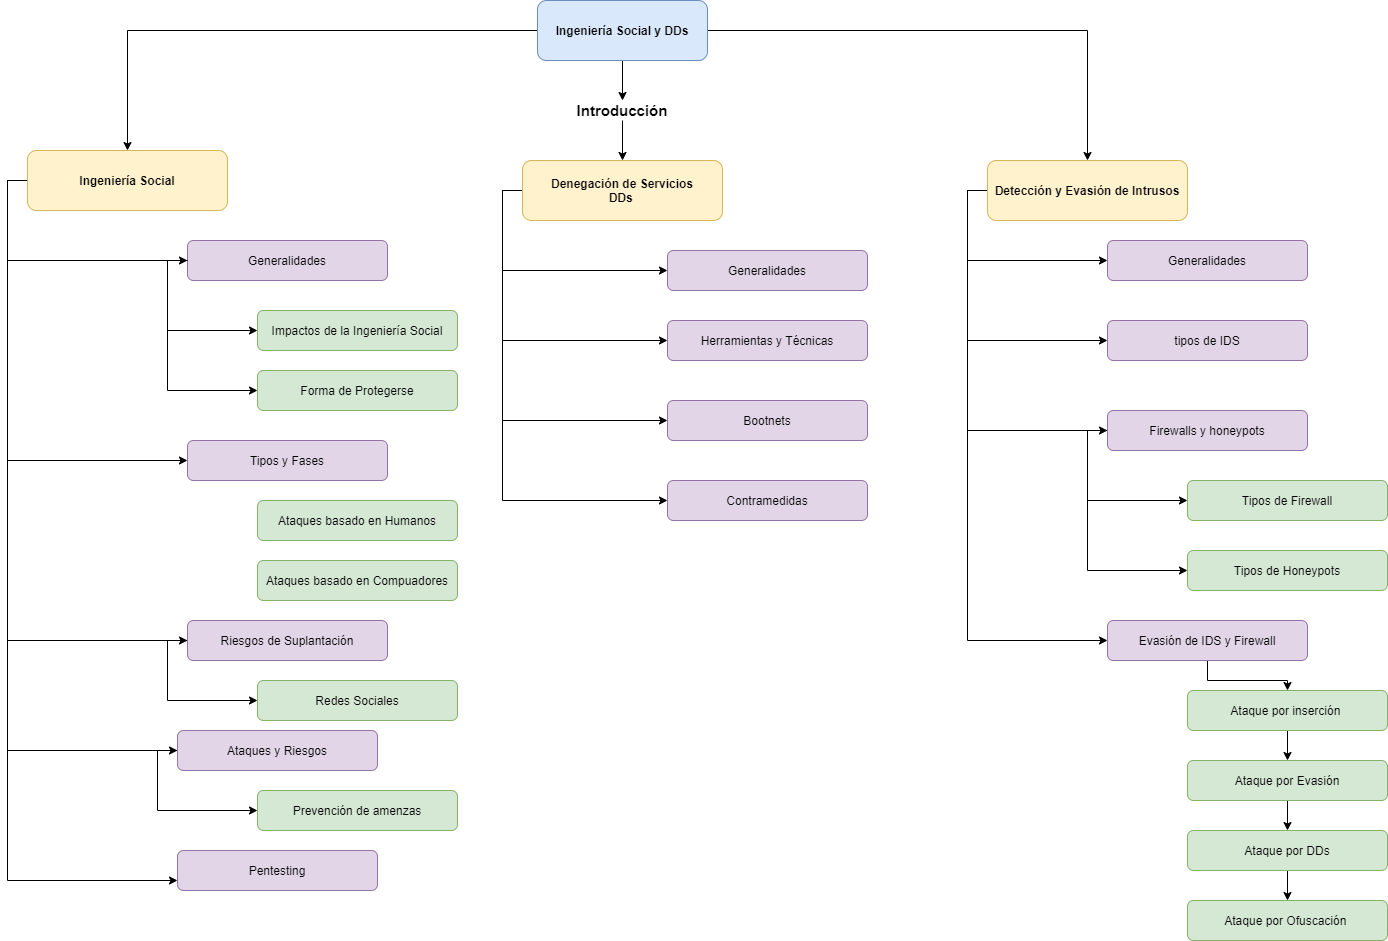 Ingeniería Social y DDs
Introducción
Ingeniería Social
Generalidades
Impactos de la Ingeniería Social
Forma de Protegerse
Tipos y Fases
Ataques basado en Humanos
Ataques basado en Compuadores
Riesgos de Suplantación
Redes Sociales
Ataques y Riesgos
Prevención de amenzas
Pentesting
Denegación de Servicios
DDs
Generalidades
Herramientas y Técnicas
Bootnets
Contramedidas
Detección y Evasión de Intrusos
Generalidades
tipos de IDS
Firewalls y honeypots
Tipos de Firewall
Tipos de Honeypots
Evasión de IDS y Firewall
Ataque por inserción
Ataque por Evasión
Ataque por DDs
Ataque por Ofuscación